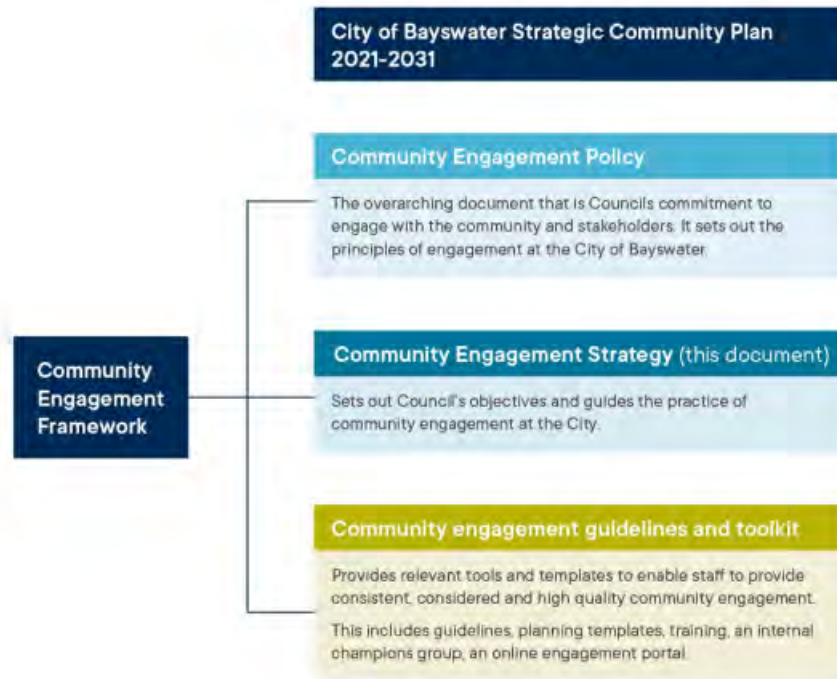 City of Bayswater Strategic Community Plan
2021-2031
Community Engagement Policy
The overarching document that is Councils commitment to
engage with the community and stakeholders. It sets out the
principles of engagement at the City of Bayswater
Community
Engagement
Framework
Community Engagement Strategy (this document)
Sets out Council's objectives and guides the practice of
community engagement at the City.
Community engagement guidelines and toolkit
Provides relevant tools and templates to enable staff to provide
consistent, considered and high quality community engagement.
This includes guidelines, planning templates, training, an internal
champions group, an online engagement portal.